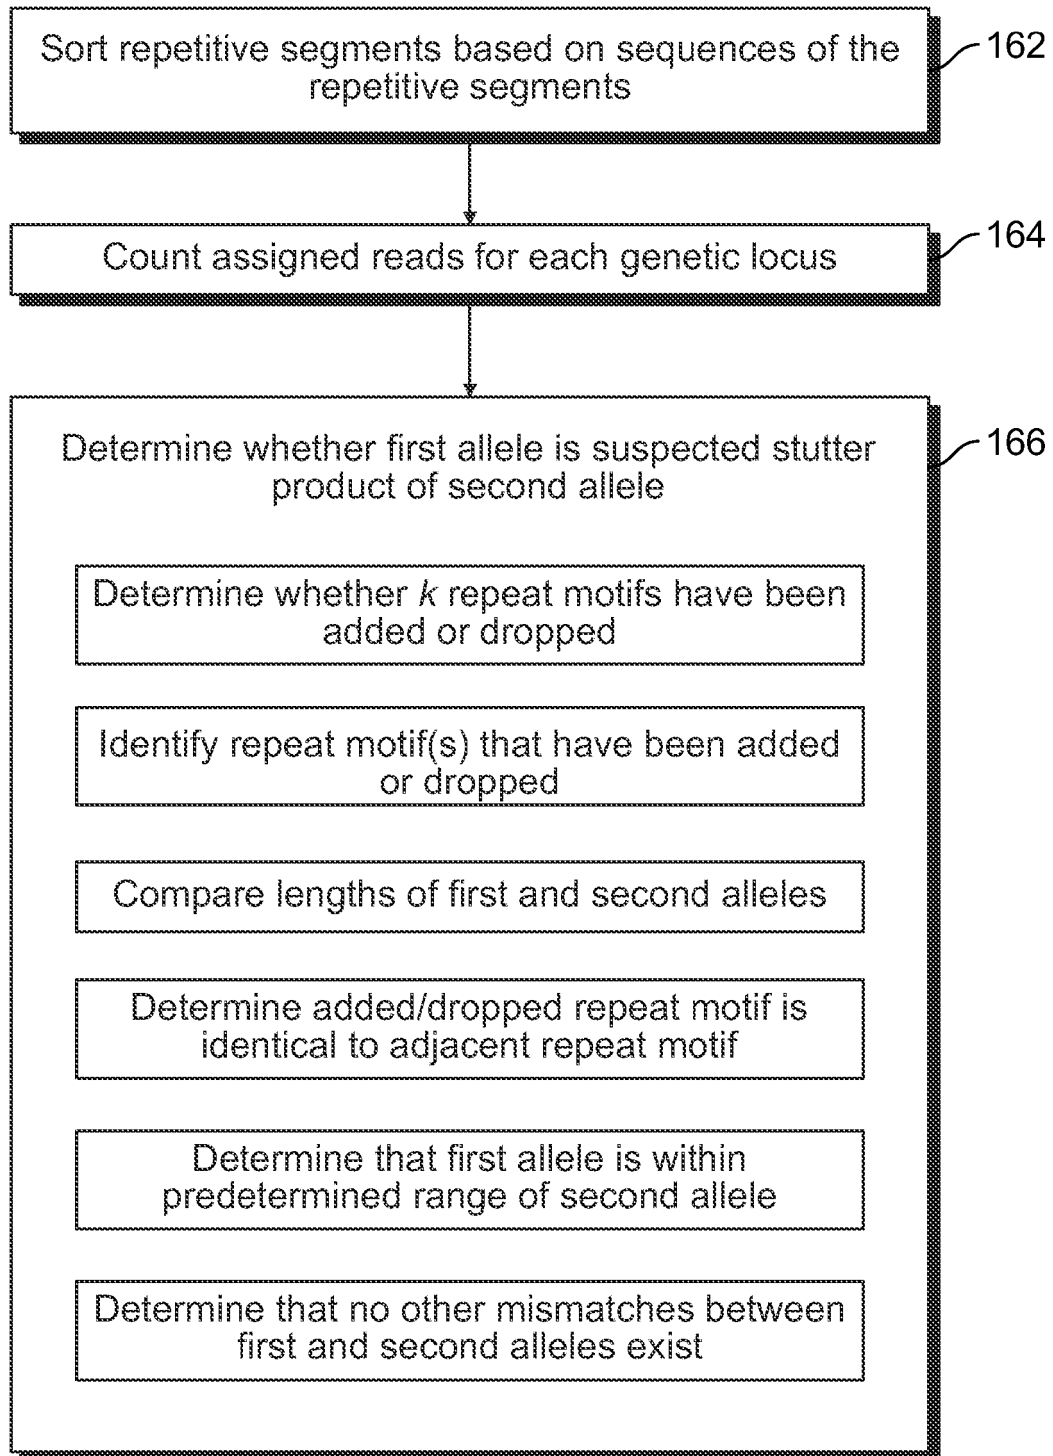 Sort repetitive segments based on sequences of the
repetitive segments
162
Count assigned reads for each genetic locus
164
Determine whether first allele is suspected stutter
product of second allele
166
Determine whether k repeat motifs have been
added or dropped
Identify repeat motif(s) that have been added
or dropped
Compare lengths of first and second alleles
Determine added/dropped repeat motif is
identical to adjacent repeat motif
Determine that first allele is within
predetermined range of second allele
Determine that no other mismatches between
first and second alleles exist